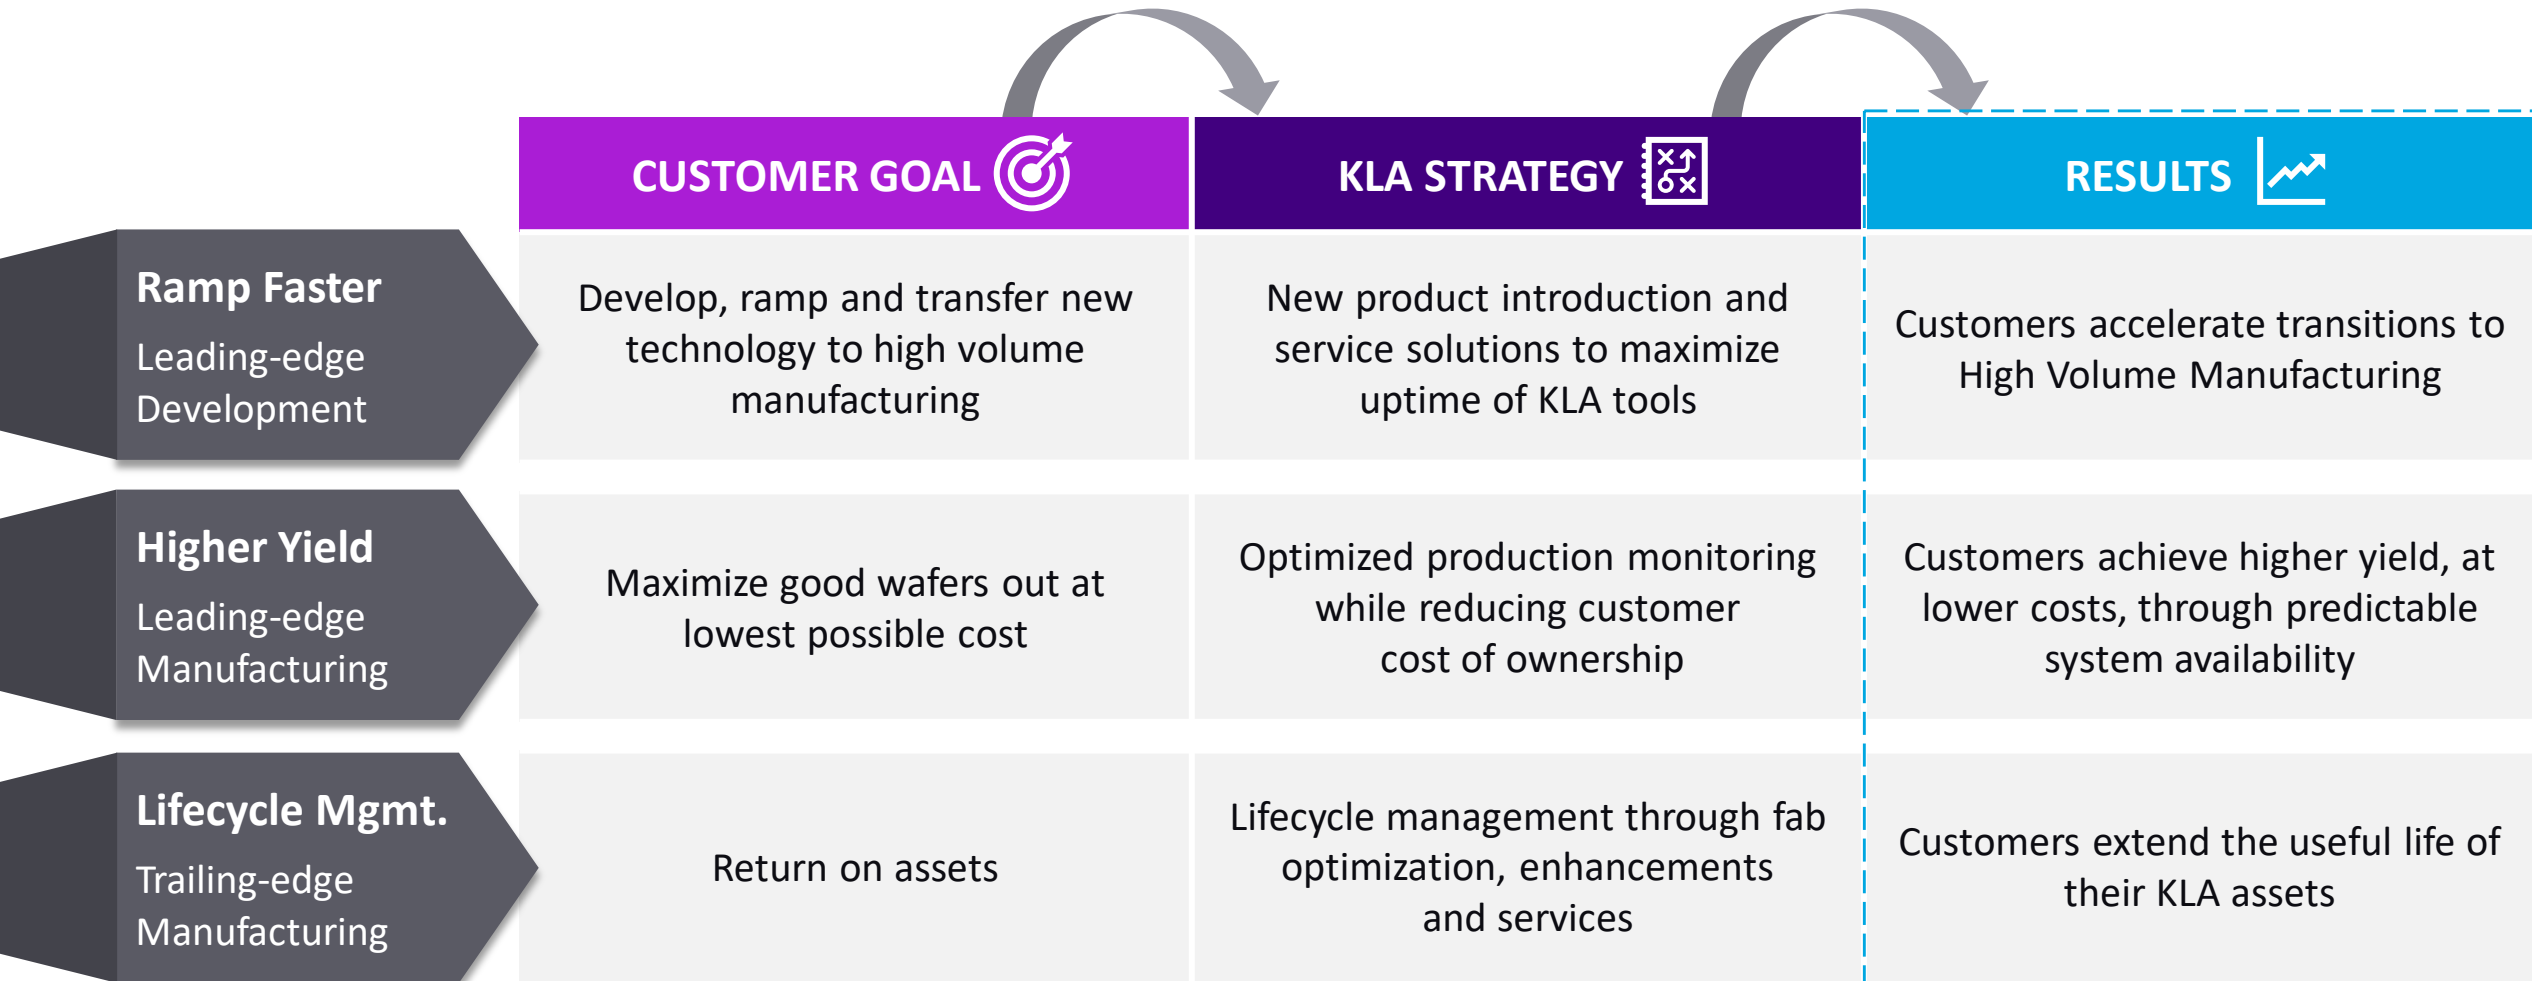 CUSTOMER GOAL
KLA STRATEGY
RESULTS
Ramp Faster
Leading-edge
Development
Develop, ramp and transfer new
technology to high volume
manufacturing
New product introduction and
service solutions to maximize
uptime of KLA tools
Customers accelerate transitions to
High Volume Manufacturing
Higher Yield
Leading-edge
Manufacturing
Maximize good wafers out at
lowest possible cost
Optimized production monitoring
while reducing customer
cost of ownership
Customers achieve higher yield, at
lower costs, through predictable
system availability
Lifecycle Mgmt.
Trailing-edge
Manufacturing
Return on assets
Lifecycle management through fab
optimization, enhancements
and services
Customers extend the useful life of
their KLA assets